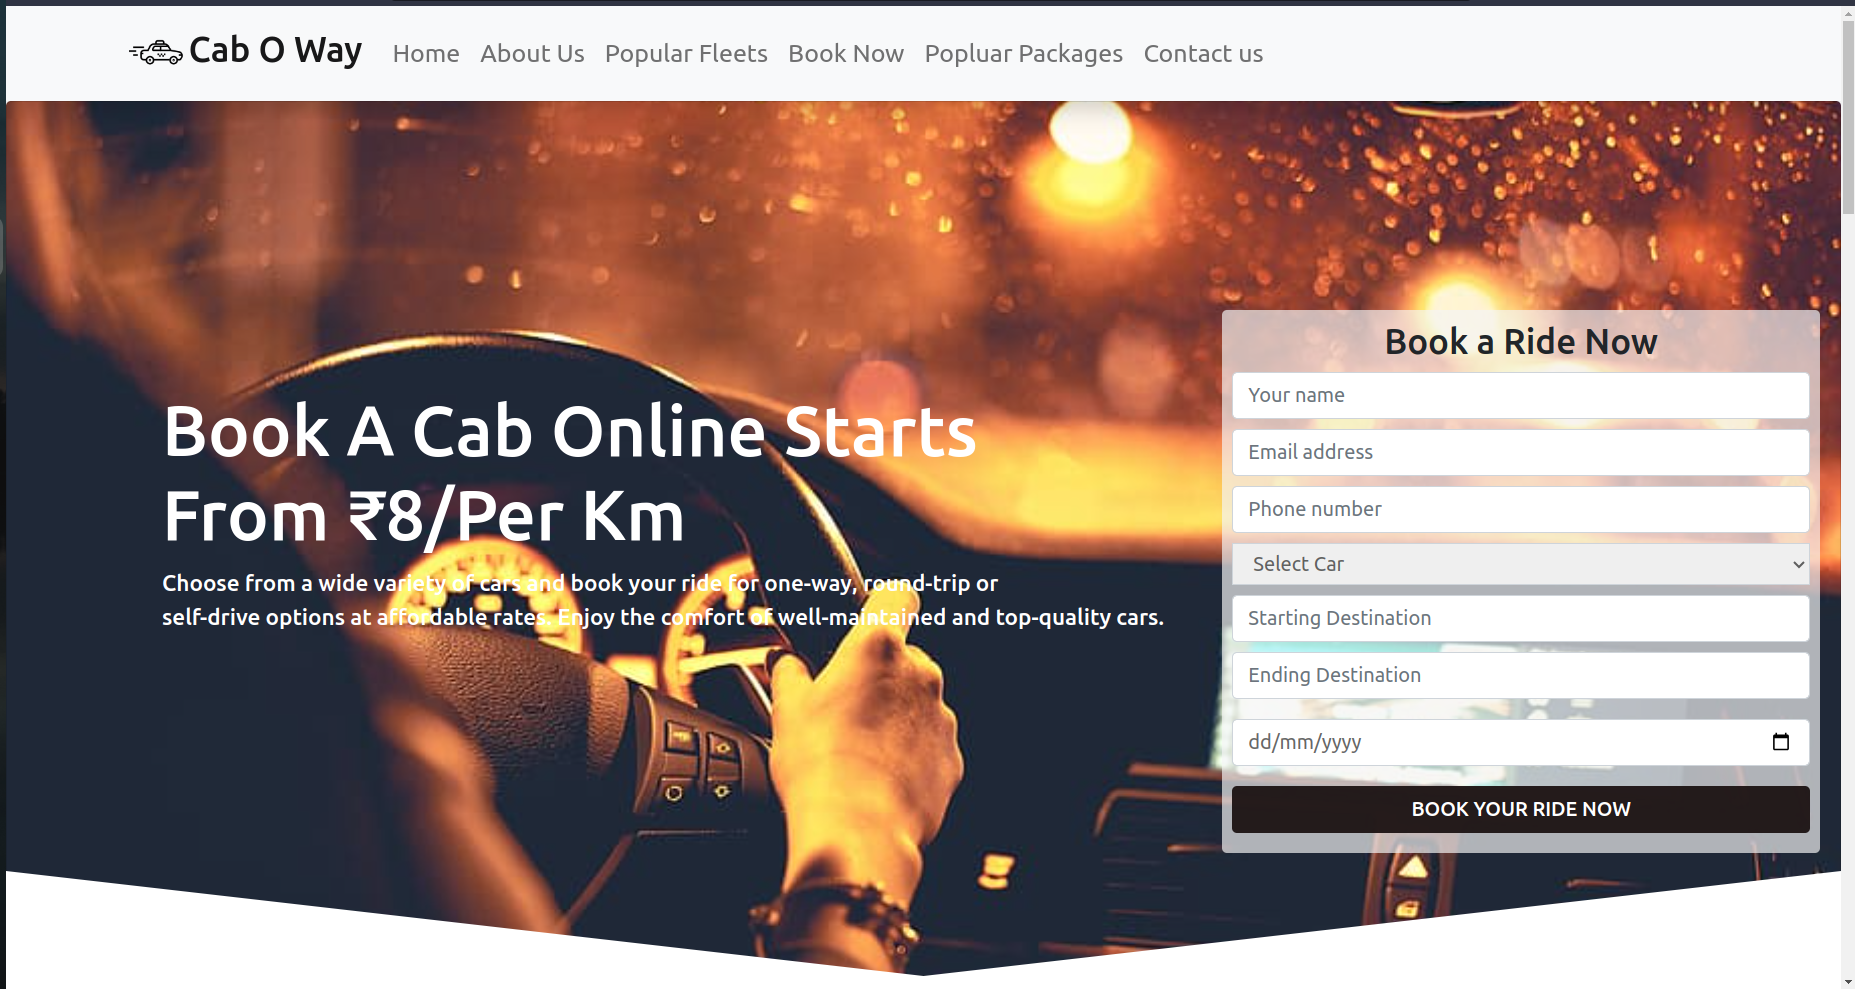 Cab O Way
Home About Us Popular Fleets Book Now Popluar Packages Contact us
Book A Cab Online Starts
From ₹8/Per Km
Choose from a wide variety of cars and book your ride for one-way, round-trip or
self-drive options at affordable rates. Enjoy the comfort of well-maintained and top-quality cars.
Book a Ride Now
Your name
Email address
Phone number
Select Car
Starting Destination
Ending Destination
dd/mm/yyyy
BOOK YOUR RIDE NOW